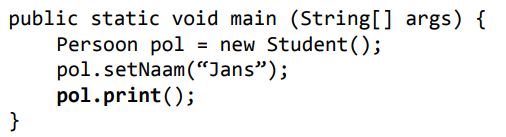 public static void main (String[] args) {
    Persoon pol = new Student();
    pol.setNaam(“Jans”);
    pol.print();
}